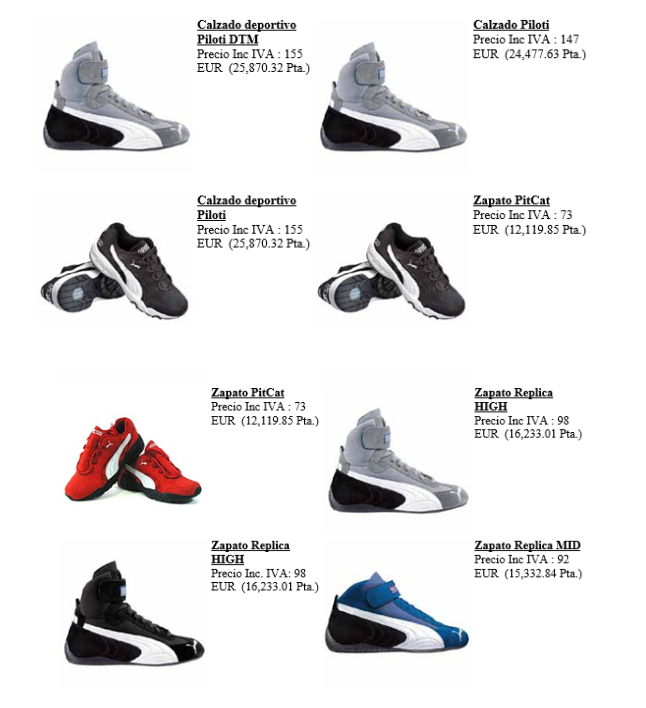 Calzado deportivo
Piloti DTM
Precio Inc IVA : 155
EUR (25,870.32 Pta.)
Calzado Piloti
Precio Inc IVA : 147
EUR (24,477.63 Pta.)
Calzado deportivo
Piloti
Precio Inc IVA : 155
EUR (25,870.32 Pta.)
Zapato PitCat
Precio Inc IVA : 73
EUR (12,119.85 Pta.)
Zapato PitCat
Precio Inc IVA : 73
EUR (12,119.85 Pta.)
Zapato Replica
HIGH
Precio Inc IVA : 98
EUR (16,233.01 Pta.)
Zapato Replica
HIGH
Precio Inc. IVA: 98
EUR (16,233.01 Pta.)
Zapato Replica MID
Precio Inc IVA : 92
EUR (15,332.84 Pta.)